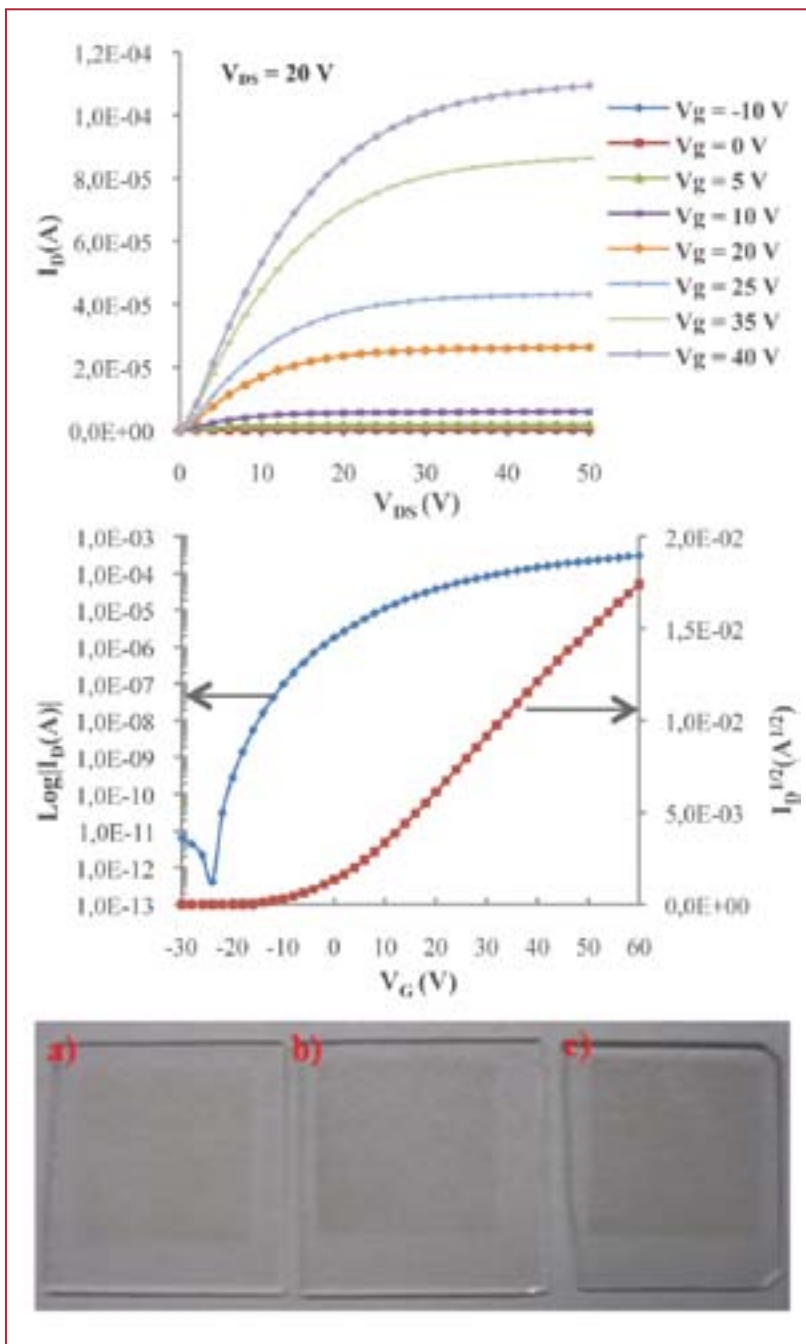 1,2E-04
1,0E-04
8,0E-05
6,0E-05
4,0E-05
2,0E-05
0,0E+00
I_D(A)
V_DS = 20 V
0 10 20 30 40 50
V_DS (V)
Vg = -10 V
Vg = 0 V
Vg = 5 V
Vg = 10 V
Vg = 20 V
Vg = 25 V
Vg = 35 V
Vg = 40 V
1,0E-03
1,0E-04
1,0E-05
1,0E-06
1,0E-07
1,0E-08
1,0E-09
1,0E-10
1,0E-11
1,0E-12
1,0E-13
Log|I_D(A)|
-30 -20 -10 0 10 20 30 40 50 60
V_G (V)
2,0E-02
1,5E-02
1,0E-02
5,0E-03
0,0E+00
I_D^1/2(A^1/2)
a) b) c)